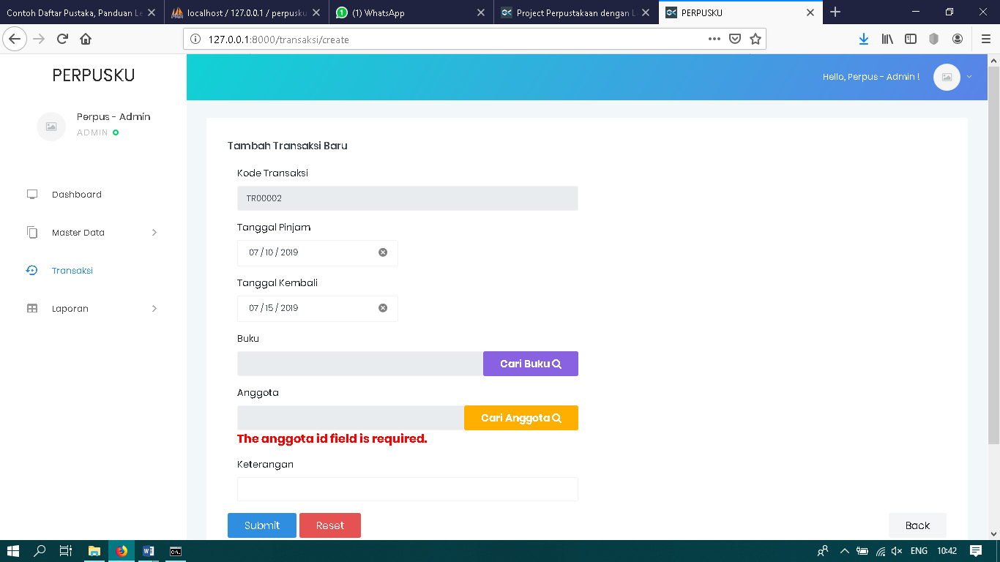 Contoh Daftar Pustaka, Panduan Le
localhost / 127.0.0.1 / perpusku
(1) WhatsApp
Project Perpustakaan dengan L
PERPUSKU
127.0.0.1:8000/transaksi/create
PERPUSKU
Hello, Perpus - Admin !
Perpus - Admin
ADMIN
Dashboard
Master Data
Transaksi
Laporan
Tambah Transaksi Baru
Kode Transaksi
TR00002
Tanggal Pinjam
07 / 10 / 2019
Tanggal Kembali
07 / 15 / 2019
Buku
Cari Buku
Anggota
Cari Anggota
The anggota id field is required.
Keterangan
Submit
Reset
Back
ENG
10:42